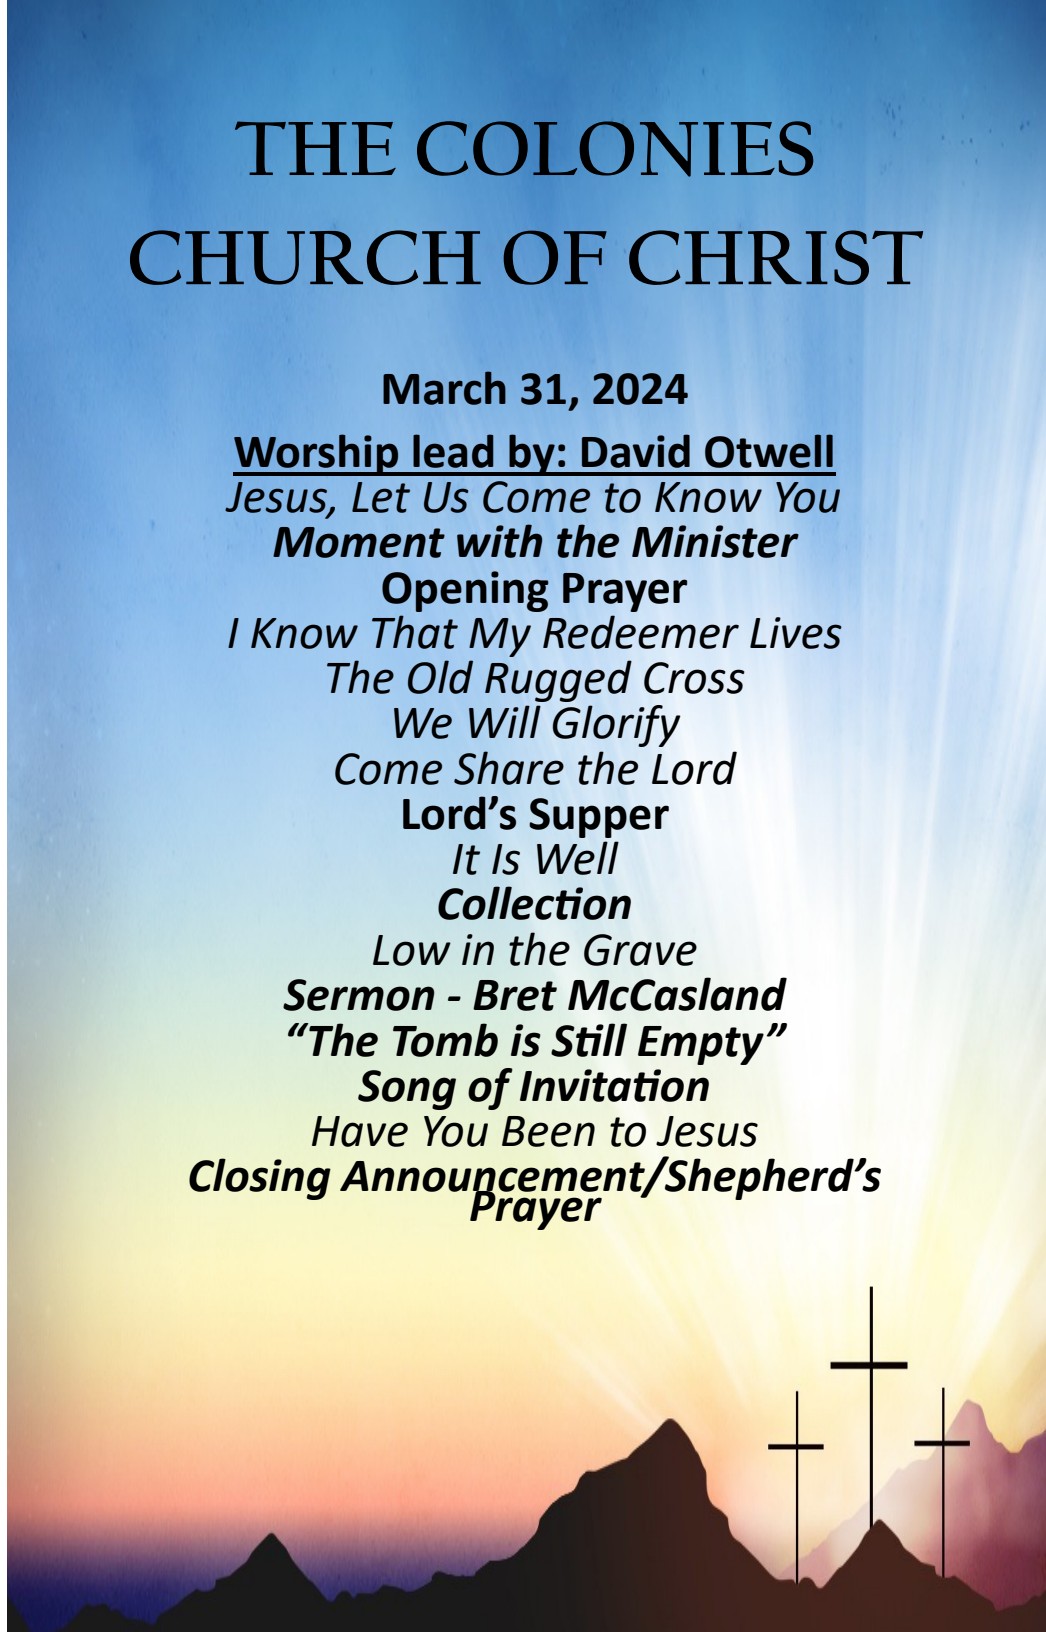 THE COLONIES
CHURCH OF CHRIST
March 31, 2024
Worship lead by: David Otwell
Jesus, Let Us Come to Know You
Moment with the Minister
Opening Prayer
I Know That My Redeemer Lives
The Old Rugged Cross
We Will Glorify
Come Share the Lord
Lord’s Supper
It Is Well
Collection
Low in the Grave
Sermon - Bret McCasland
“The Tomb is Still Empty”
Song of Invitation
Have You Been to Jesus
Closing Announcement/Shepherd’s
Prayer